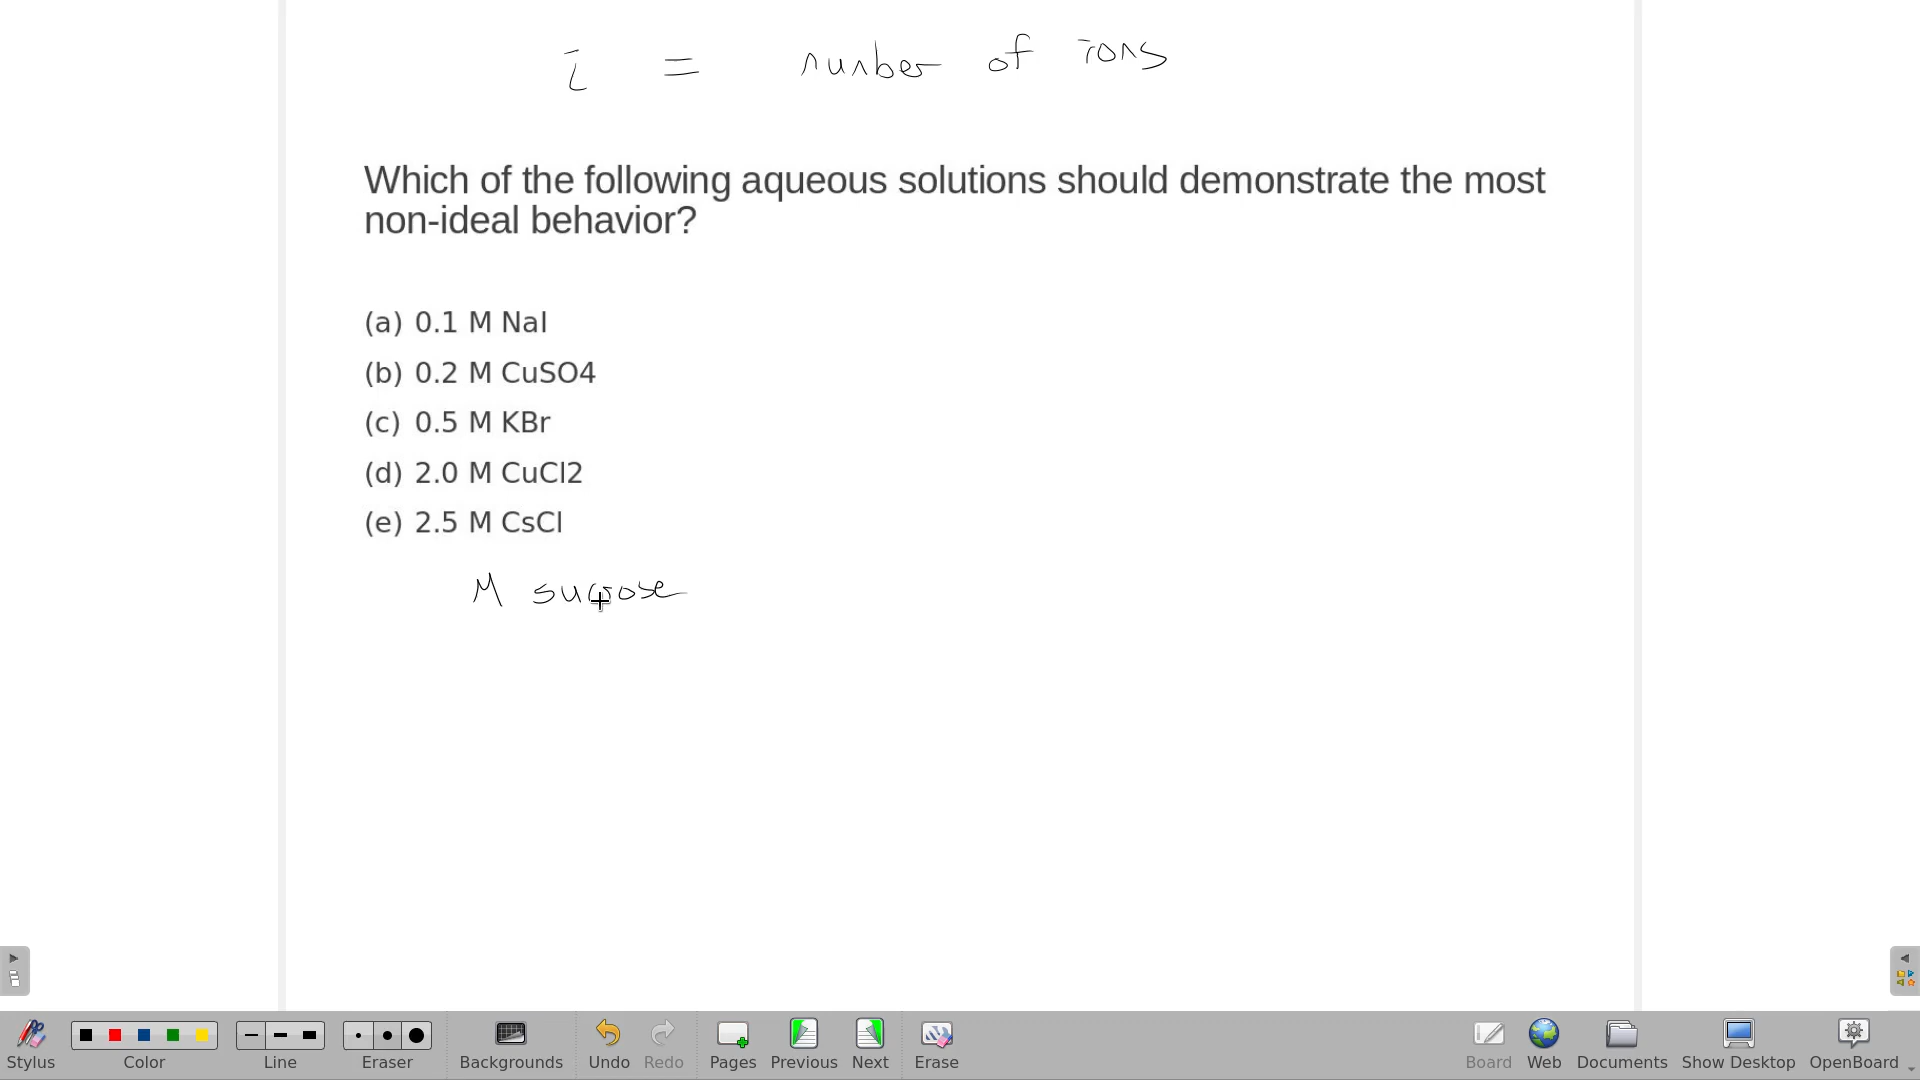 i = number of ions
Which of the following aqueous solutions should demonstrate the most
non-ideal behavior?
(a) 0.1 M NaI
(b) 0.2 M CuSO4
(c) 0.5 M KBr
(d) 2.0 M CuCl2
(e) 2.5 M CsCl
M sucrose
Stylus Color Line Eraser Backgrounds Undo Redo Pages Previous Next Erase Board Web Documents Show Desktop OpenBoard